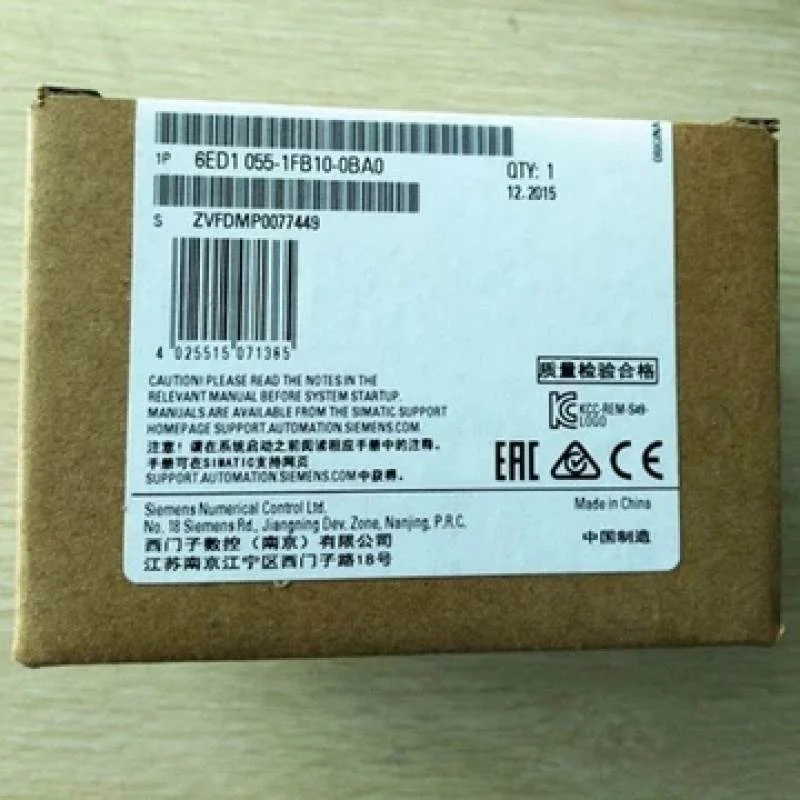 1P 6ED1 055-1FB10-0BA0
QTY: 1
12.2015
S ZVFDMP0077449
4 025515 071365
CAUTION! PLEASE READ THE NOTES IN THE
RELEVANT MANUAL BEFORE SYSTEM STARTUP.
MANUALS ARE AVAILABLE FROM THE SIMATIC SUPPORT
HOMEPAGE SUPPORT.AUTOMATION.SIEMENS.COM
注意！请在系统启动之前阅读相应手册中的注释。
手册可在SIMATIC支持网页
SUPPORT.AUTOMATION.SIEMENS.COM中获得。
质量检验合格
KCC-REM-S49-
LOGO
EAC CE
Siemens Numerical Control Ltd.
No. 18 Siemens Rd., Jiangning Dev. Zone, Nanjing, P.R.C.
西门子数控（南京）有限公司
江苏南京江宁区西门子路18号
Made in China
中国制造